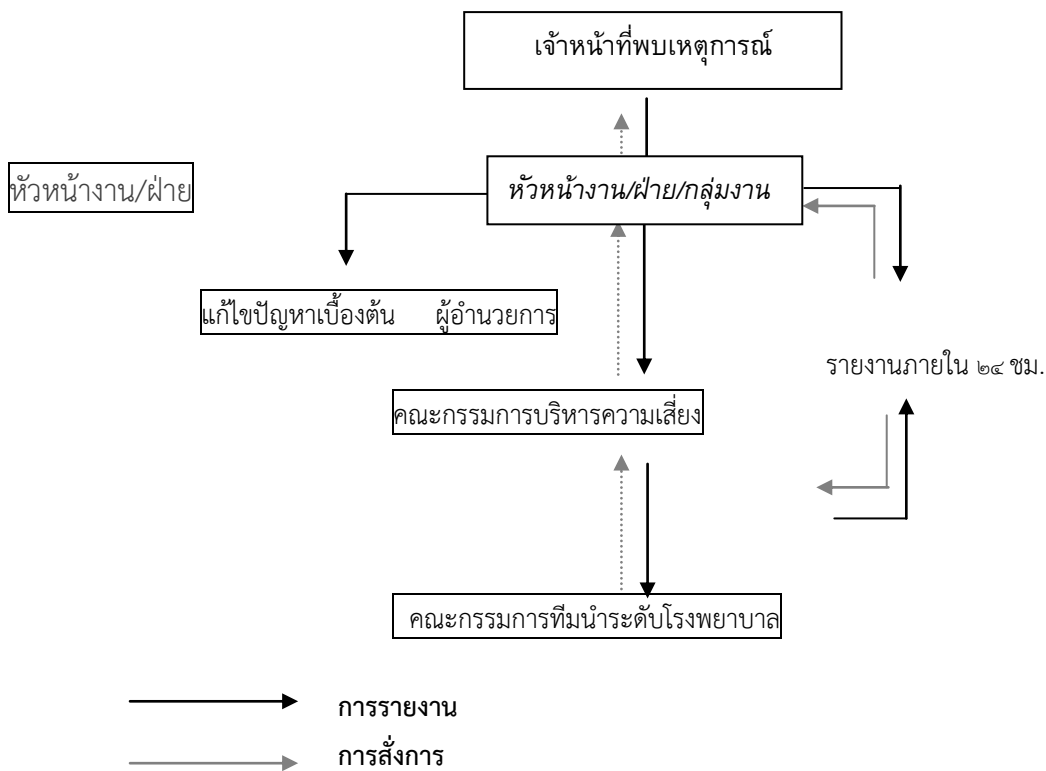 เจ้าหน้าที่พบเหตุการณ์
หัวหน้างาน/ฝ่าย
หัวหน้างาน/ฝ่าย/กลุ่มงาน
แก้ไขปัญหาเบื้องต้น ผู้อำนวยการ
รายงานภายใน ๒๔ ชม.
คณะกรรมการบริหารความเสี่ยง
คณะกรรมการทีมนำระดับโรงพยาบาล
การรายงาน
การสั่งการ